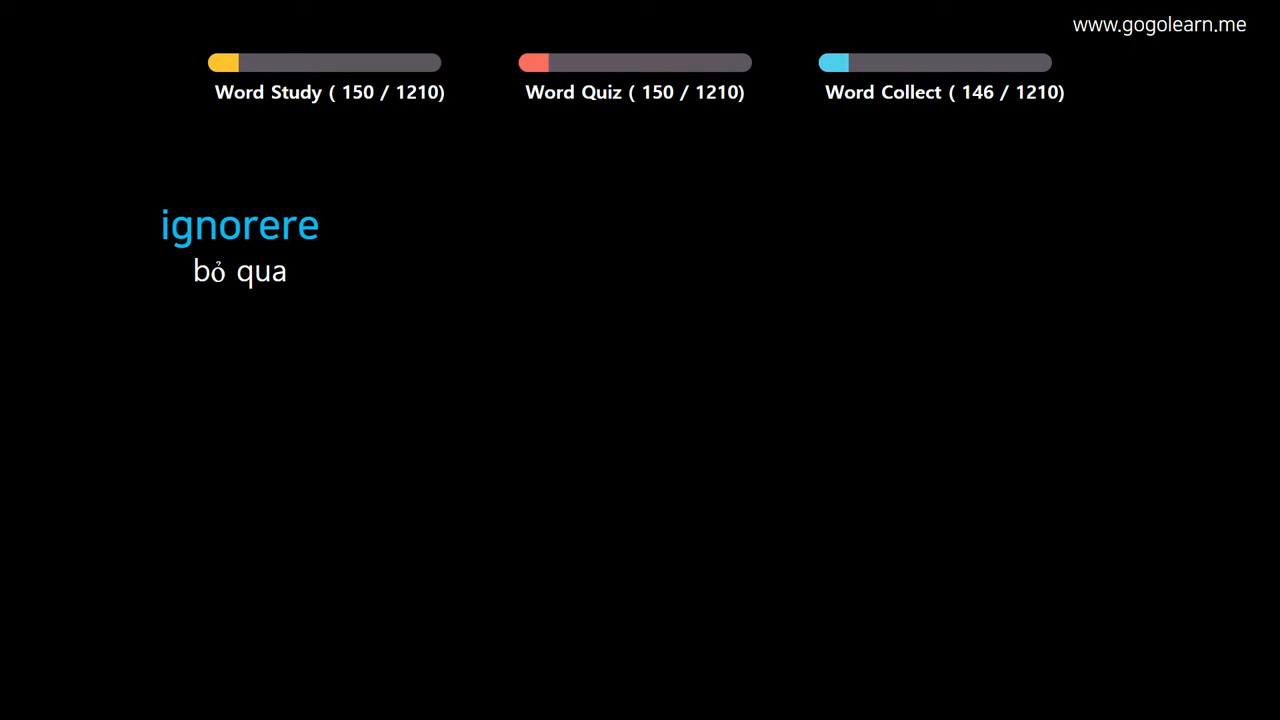 www.gogolearn.me
Word Study ( 150 / 1210)
Word Quiz ( 150 / 1210)
Word Collect ( 146 / 1210)
ignorere
bỏ qua